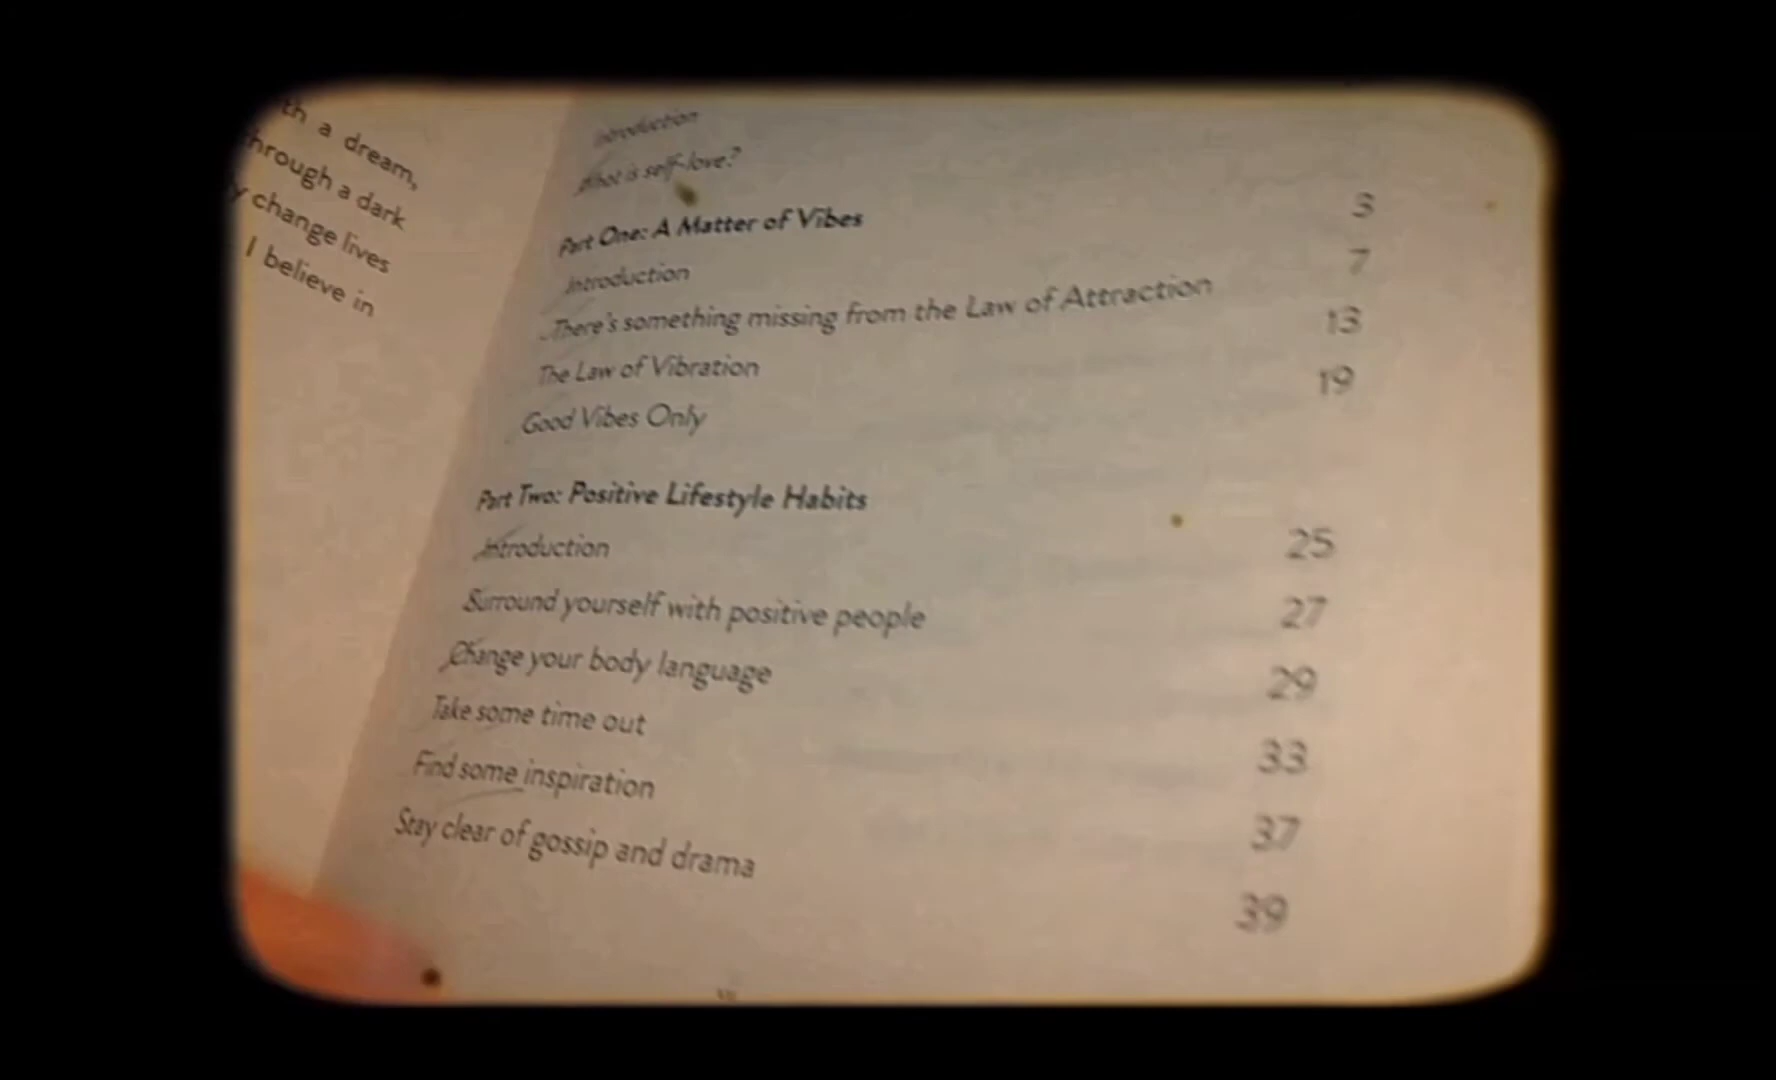 th a dream,
through a dark
y change lives
I believe in
Introduction
What is self-love?
Part One: A Matter of Vibes
Introduction 3
There's something missing from the Law of Attraction 7
The Law of Vibration 13
Good Vibes Only 19
Part Two: Positive Lifestyle Habits
Introduction 25
Surround yourself with positive people 27
Change your body language 29
Take some time out 33
Find some inspiration 37
Stay clear of gossip and drama 39